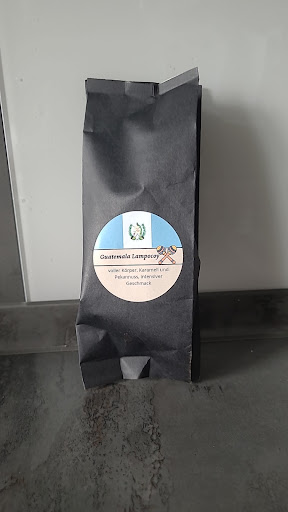 Guatemala Lampocoy
voller Körper, Karamell und
Pekannuss, intensiver
Geschmack